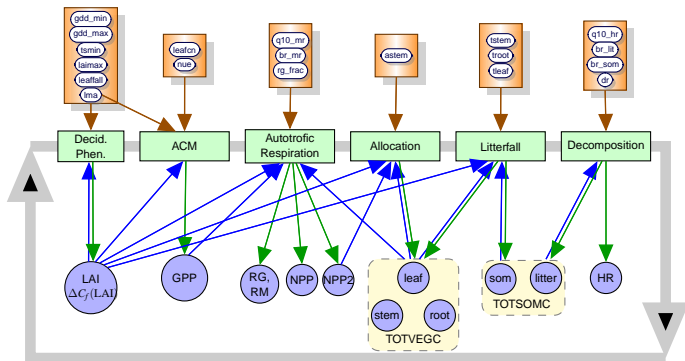 gdd_min
gdd_max
tsmin
laimax
leaffall
lma
leafcn
nue
q10_mr
br_mr
rg_frac
astem
tstem
troot
tleaf
q10_hr
br_lit
br_som
dr
Decid.
Phen.
ACM
Autotrofic
Respiration
Allocation
Litterfall
Decomposition
LAI
ΔC_f(LAI)
GPP
RG,
RM
NPP
NPP2
leaf
stem
root
TOTVEGC
som
litter
TOTSOMC
HR